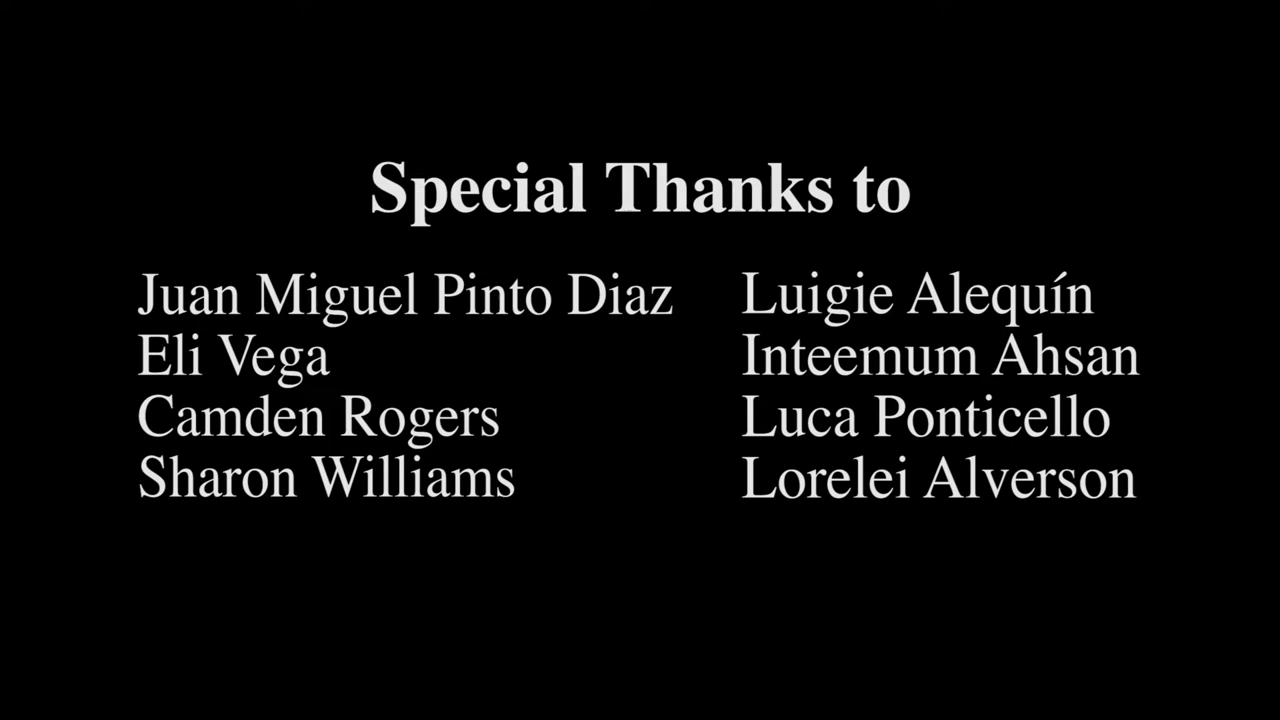 Special Thanks to
Juan Miguel Pinto Diaz
Eli Vega
Camden Rogers
Sharon Williams
Luigie Alequín
Inteemum Ahsan
Luca Ponticello
Lorelei Alverson